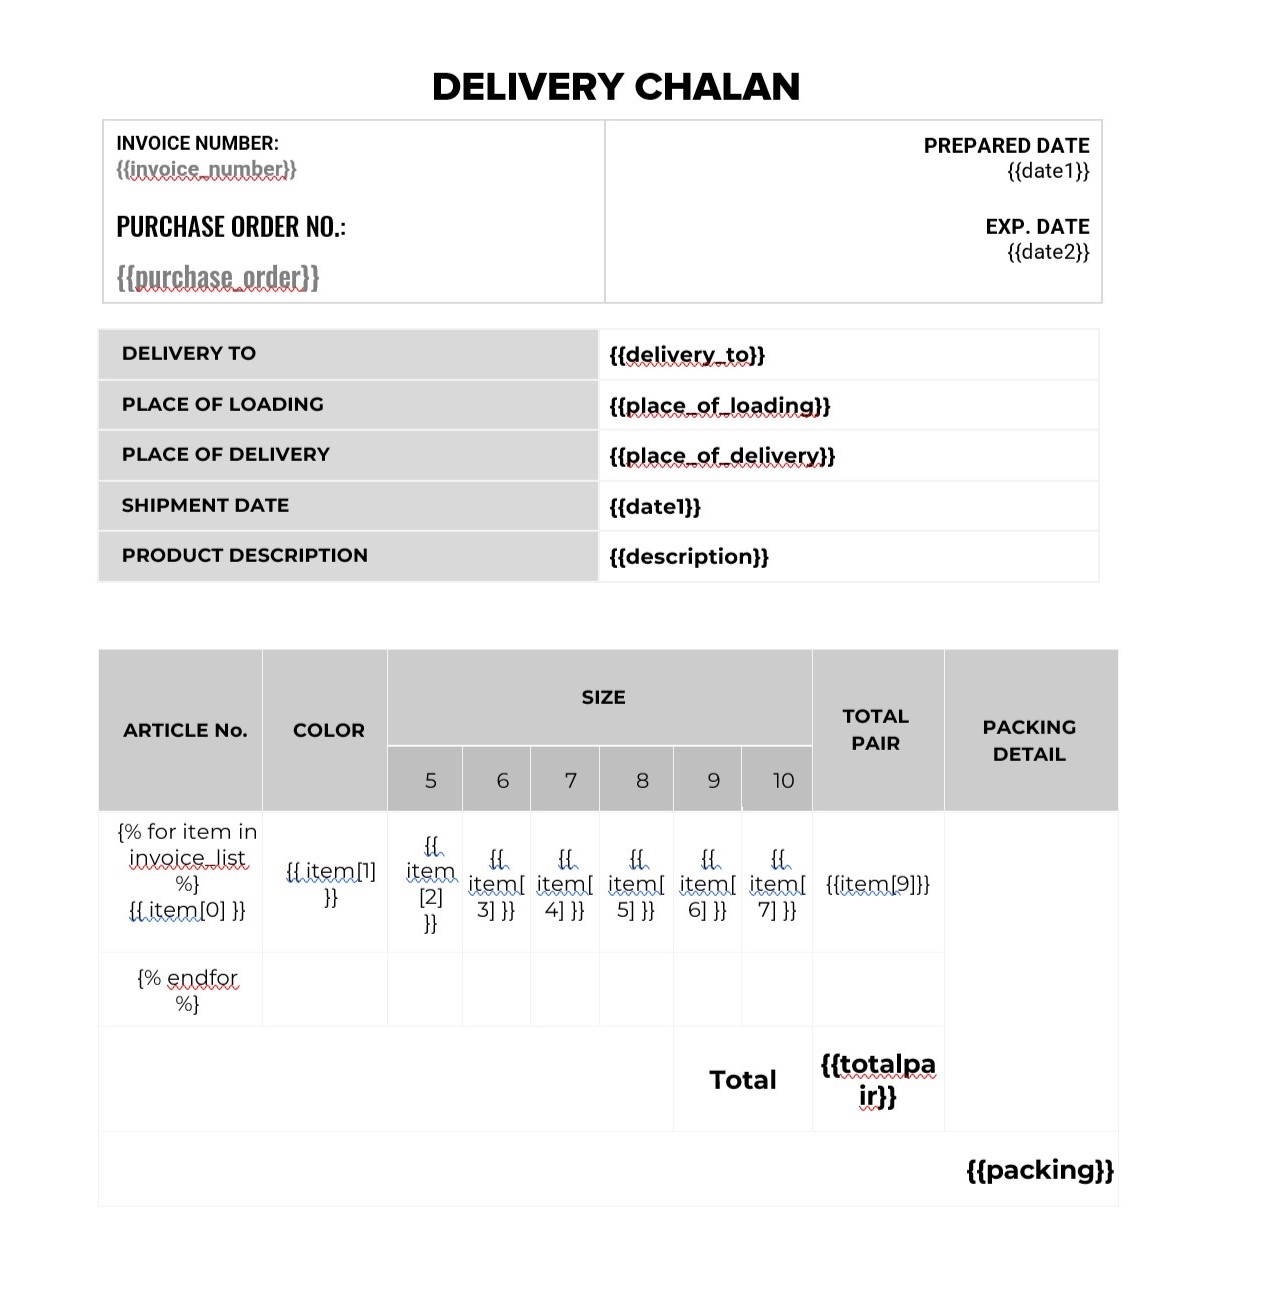 DELIVERY CHALAN
INVOICE NUMBER:
{{invoice_number}}
PURCHASE ORDER NO.:
{{purchase_order}}
PREPARED DATE
{{date1}}
EXP. DATE
{{date2}}
DELIVERY TO
{{delivery_to}}
PLACE OF LOADING
{{place_of_loading}}
PLACE OF DELIVERY
{{place_of_delivery}}
SHIPMENT DATE
{{date1}}
PRODUCT DESCRIPTION
{{description}}
ARTICLE No.
COLOR
SIZE
TOTAL
PAIR
PACKING
DETAIL
5
6
7
8
9
10
{% for item in
invoice_list
%}
{{ item[0] }}
{{ item[1]
}}
{{
item
[2]
}}
{{
item[
3] }}
{{
item[
4] }}
{{
item[
5] }}
{{
item[
6] }}
{{
item[
7] }}
{{item[9]}}
{% endfor
%}
Total
{{totalpa
ir}}
{{packing}}